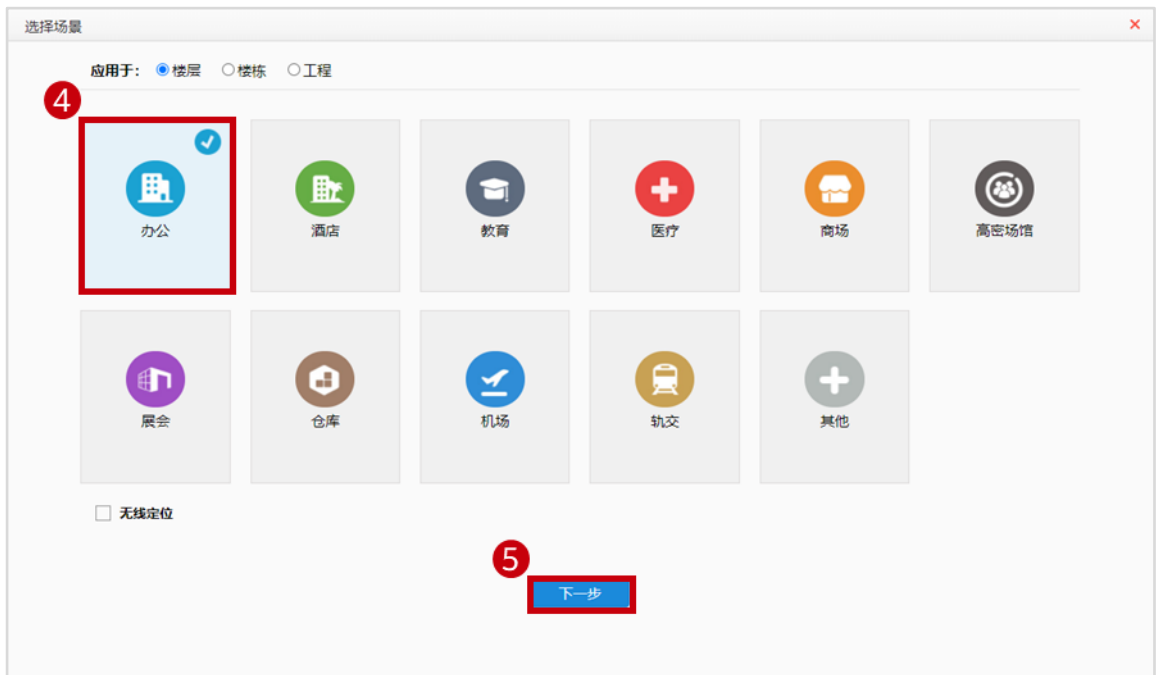 选择场景
×
应用于: 楼层 楼栋 工程
4
办公 酒店 教育 医疗 商场 高密场馆
展会 仓库 机场 轨交 其他
无线定位
5
下一步